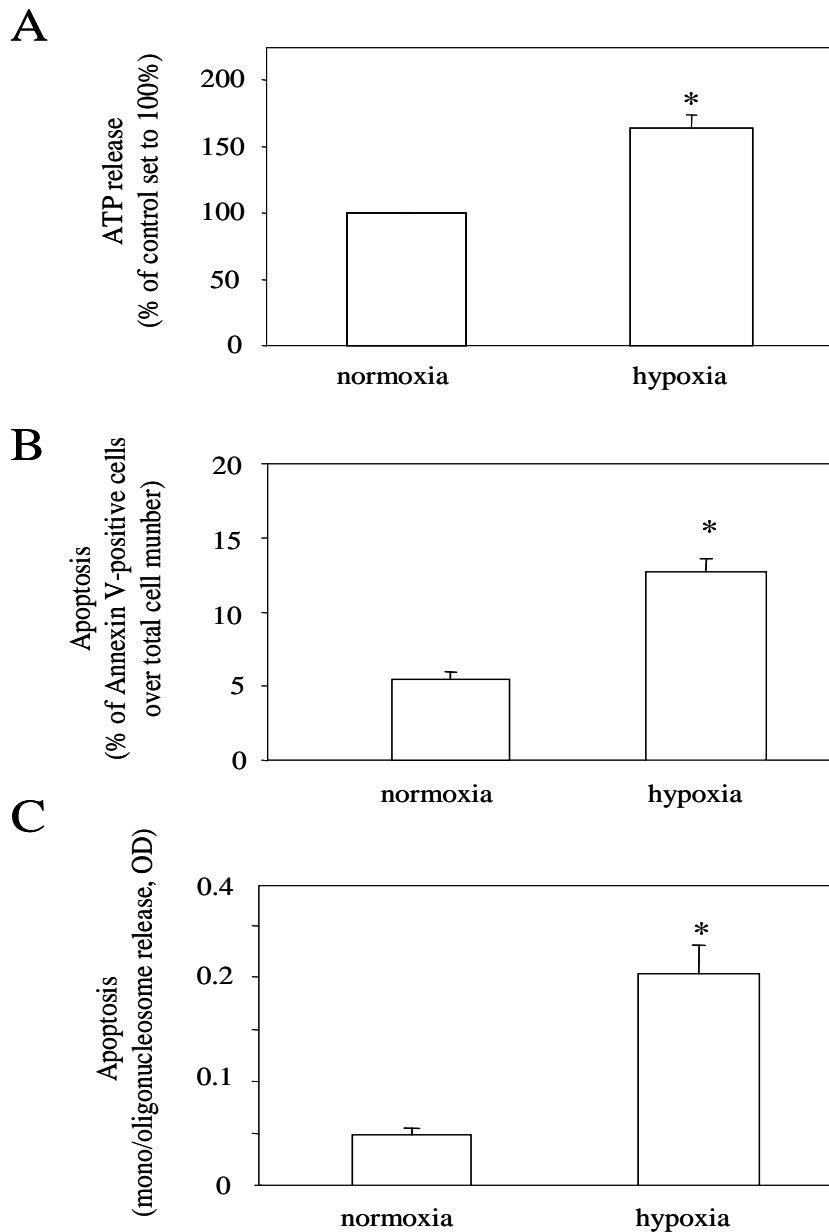 A
ATP release
(% of control set to 100%)
200
150
100
50
0
*
normoxia hypoxia
B
Apoptosis
(% of Annexin V-positive cells
over total cell munber)
20
15
10
5
0
*
normoxia hypoxia
C
Apoptosis
(mono/oligonucleosome release, OD)
0.4
0.2
0.1
0
*
normoxia hypoxia